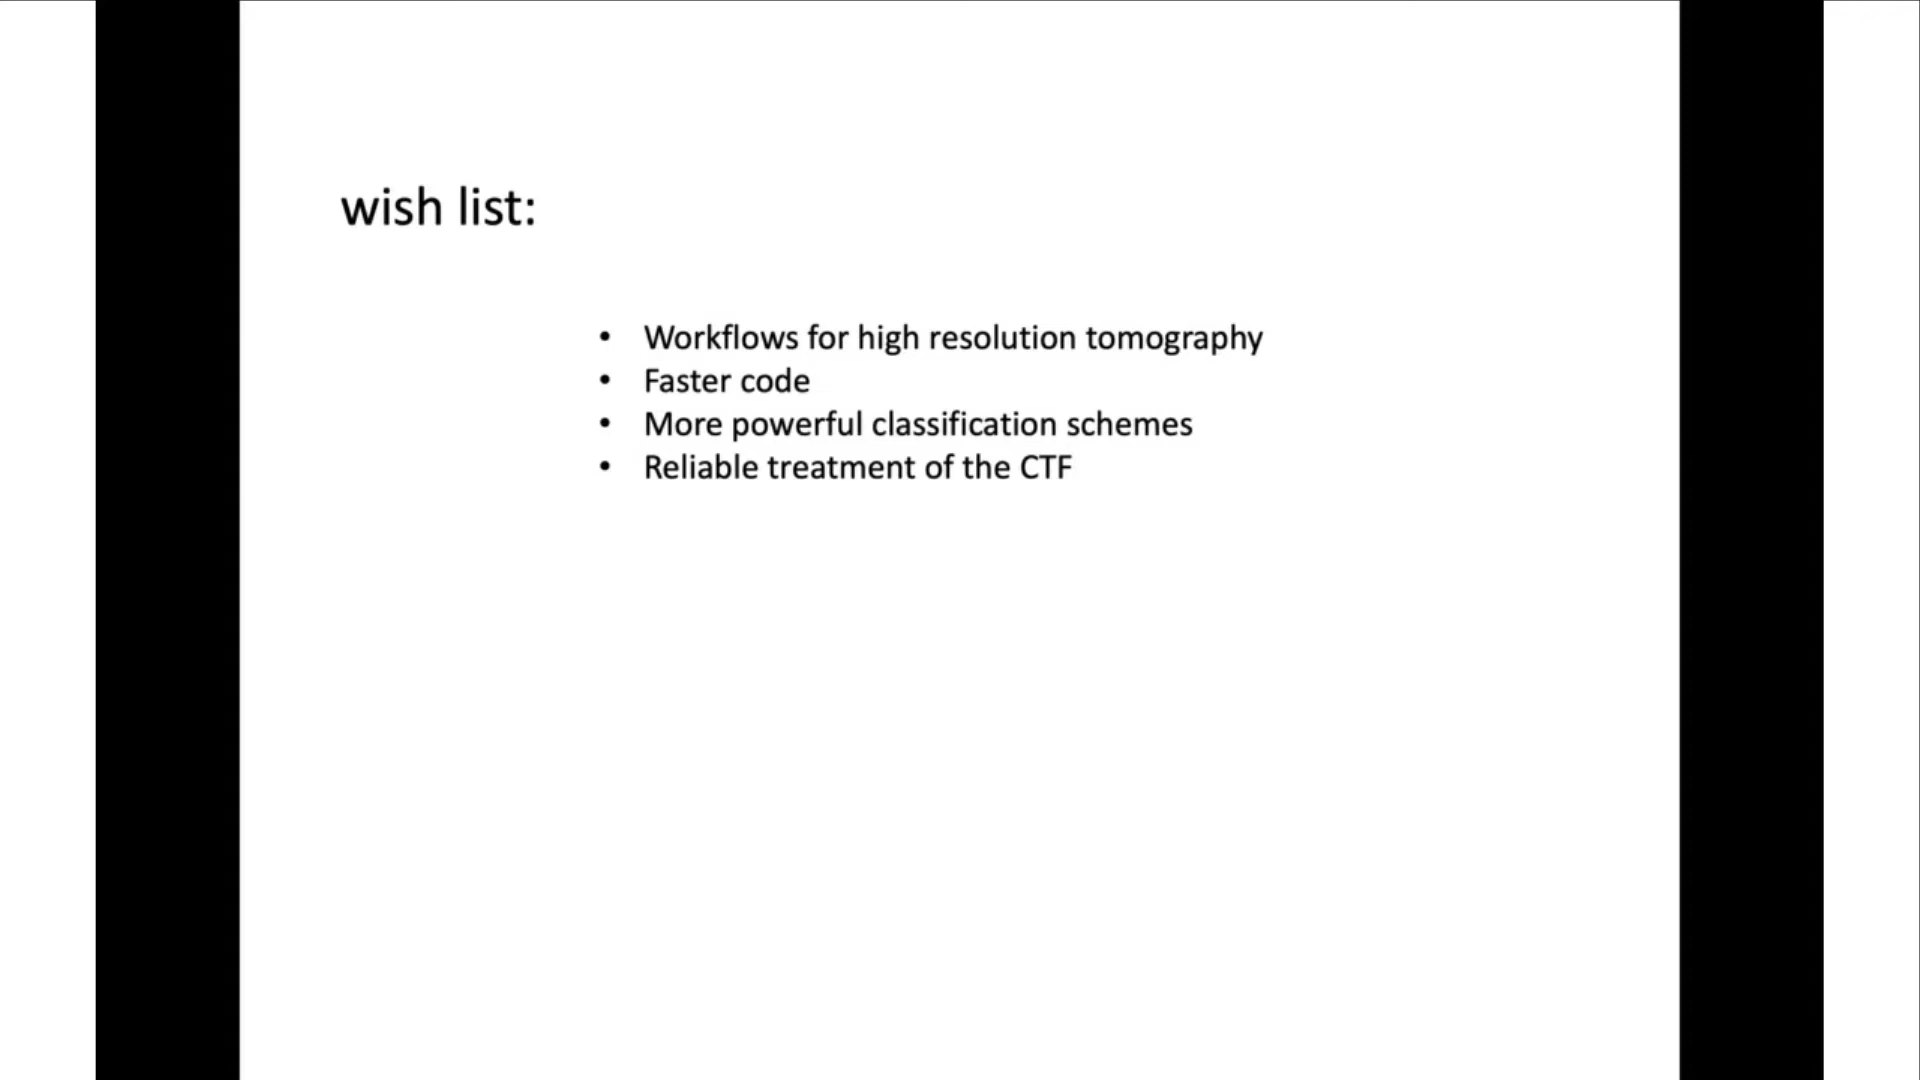 wish list:
• Workflows for high resolution tomography
• Faster code
• More powerful classification schemes
• Reliable treatment of the CTF